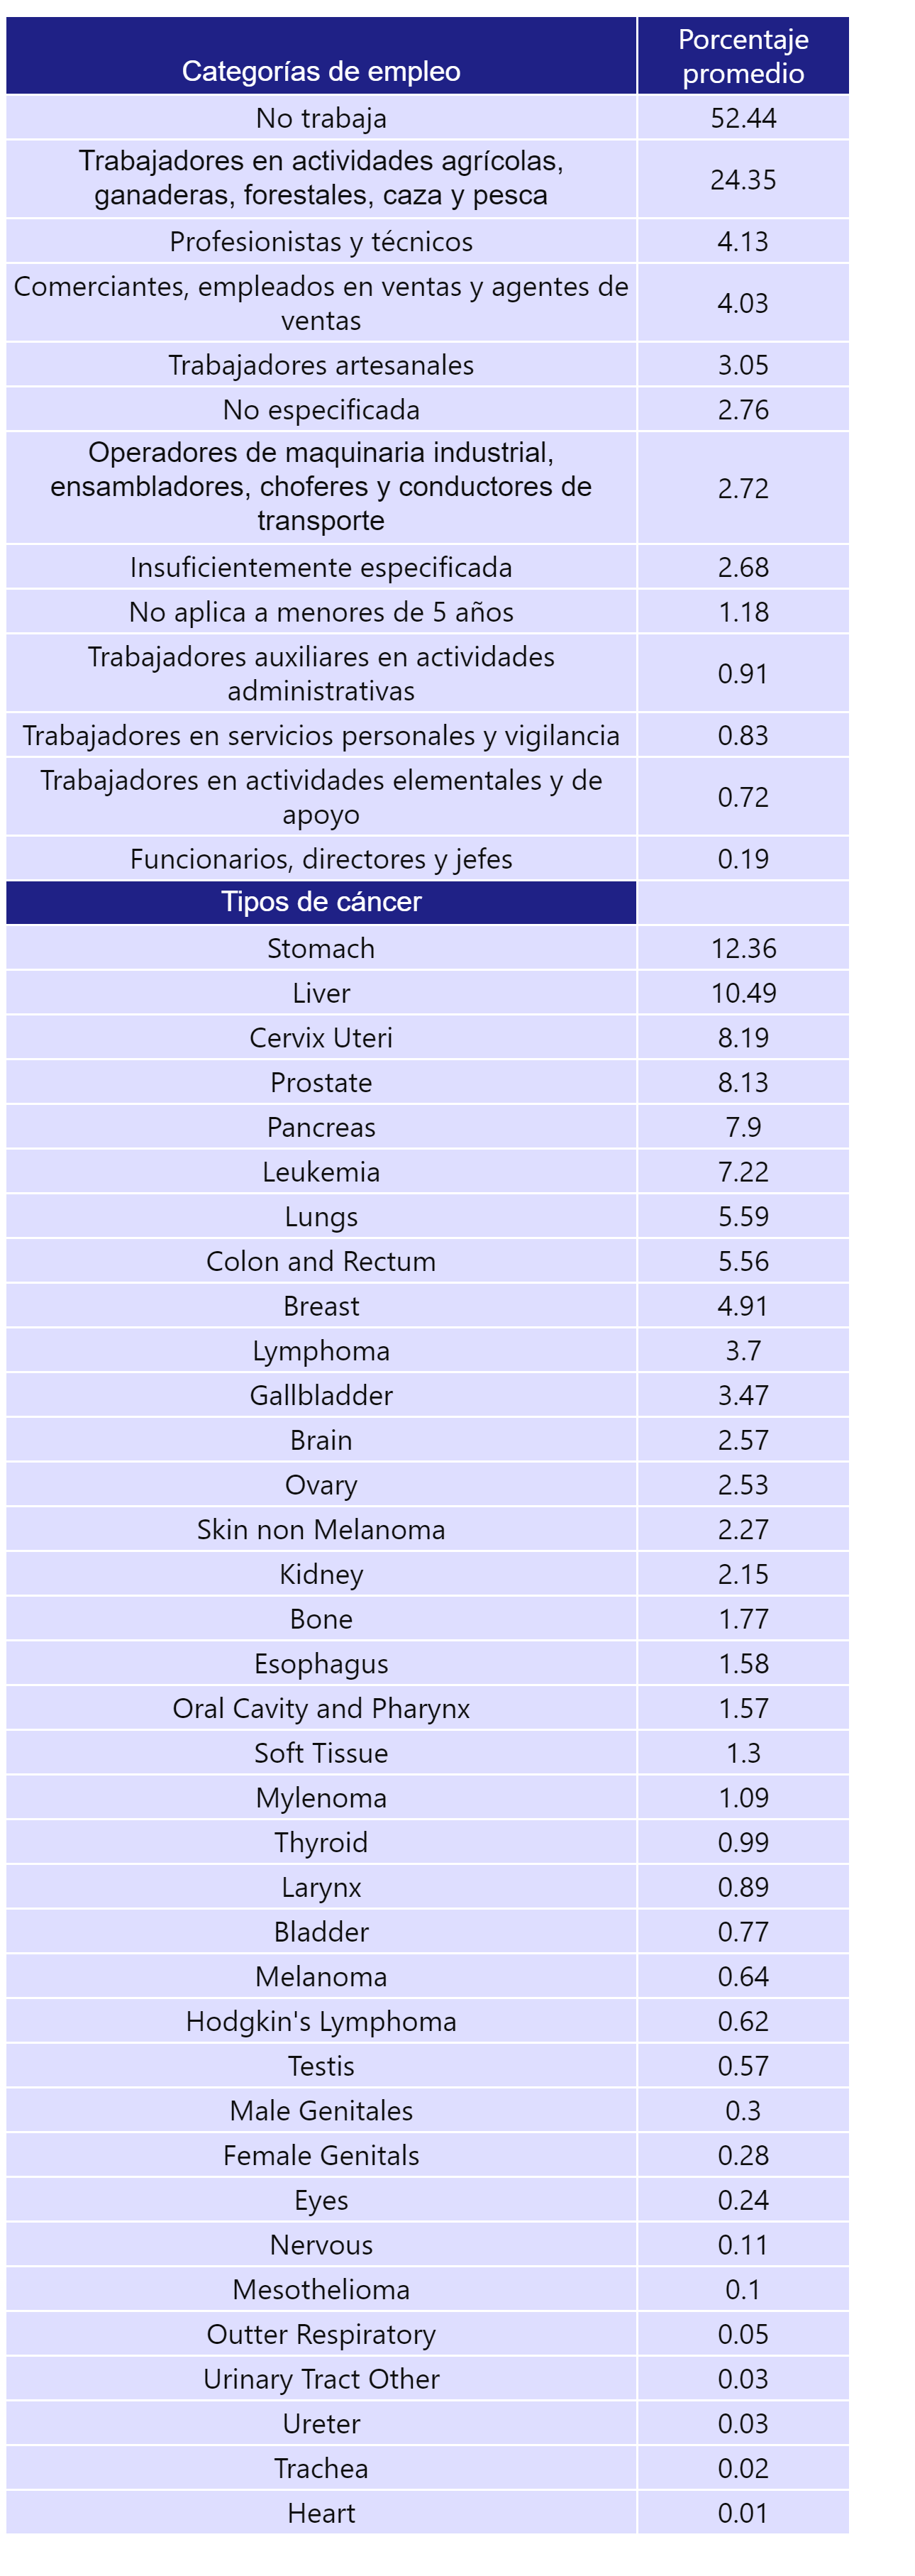 Categorías de empleo Porcentaje promedio
No trabaja 52.44
Trabajadores en actividades agrícolas,
ganaderas, forestales, caza y pesca 24.35
Profesionistas y técnicos 4.13
Comerciantes, empleados en ventas y agentes de
ventas 4.03
Trabajadores artesanales 3.05
No especificada 2.76
Operadores de maquinaria industrial,
ensambladores, choferes y conductores de
transporte 2.72
Insuficientemente especificada 2.68
No aplica a menores de 5 años 1.18
Trabajadores auxiliares en actividades
administrativas 0.91
Trabajadores en servicios personales y vigilancia 0.83
Trabajadores en actividades elementales y de
apoyo 0.72
Funcionarios, directores y jefes 0.19
Tipos de cáncer
Stomach 12.36
Liver 10.49
Cervix Uteri 8.19
Prostate 8.13
Pancreas 7.9
Leukemia 7.22
Lungs 5.59
Colon and Rectum 5.56
Breast 4.91
Lymphoma 3.7
Gallbladder 3.47
Brain 2.57
Ovary 2.53
Skin non Melanoma 2.27
Kidney 2.15
Bone 1.77
Esophagus 1.58
Oral Cavity and Pharynx 1.57
Soft Tissue 1.3
Mylenoma 1.09
Thyroid 0.99
Larynx 0.89
Bladder 0.77
Melanoma 0.64
Hodgkin's Lymphoma 0.62
Testis 0.57
Male Genitales 0.3
Female Genitals 0.28
Eyes 0.24
Nervous 0.11
Mesothelioma 0.1
Outter Respiratory 0.05
Urinary Tract Other 0.03
Ureter 0.03
Trachea 0.02
Heart 0.01